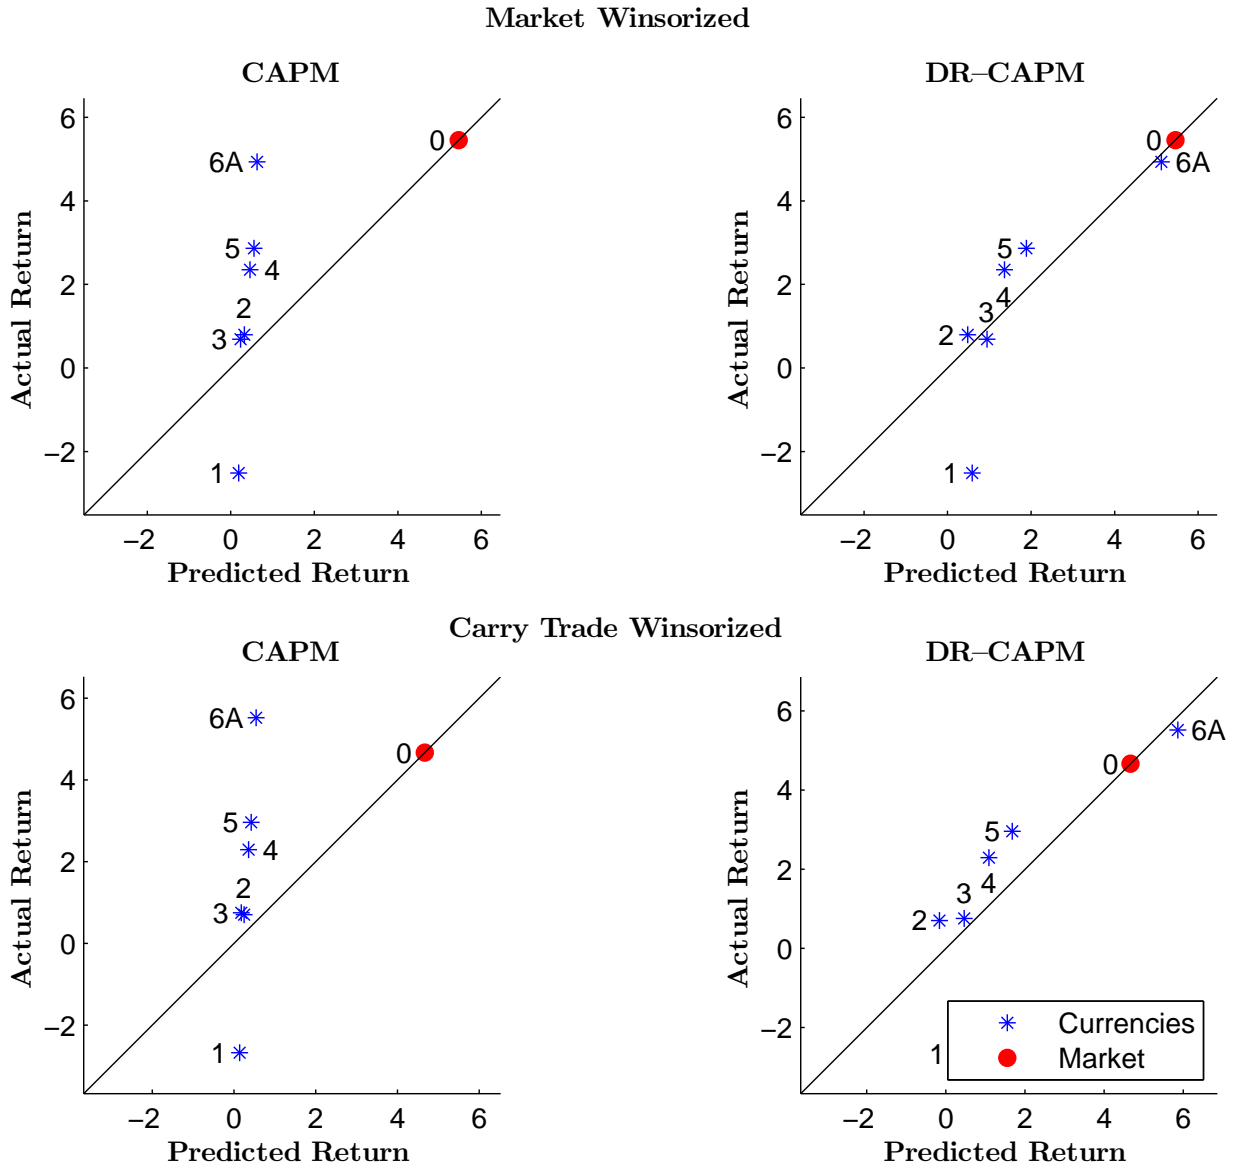 Market Winsorized
CAPM
6
4
2
0
−2
−2 0 2 4 6
Actual Return
Predicted Return
0
6A
5
4
2
3
1
DR–CAPM
6
4
2
0
−2
−2 0 2 4 6
Actual Return
Predicted Return
0
6A
5
4
3
2
1
Carry Trade Winsorized
CAPM
6
4
2
0
−2
−2 0 2 4 6
Actual Return
Predicted Return
6A
0
5
4
2
3
1
DR–CAPM
6
4
2
0
−2
−2 0 2 4 6
Actual Return
Predicted Return
6A
0
5
4
3
2
1
Currencies
Market